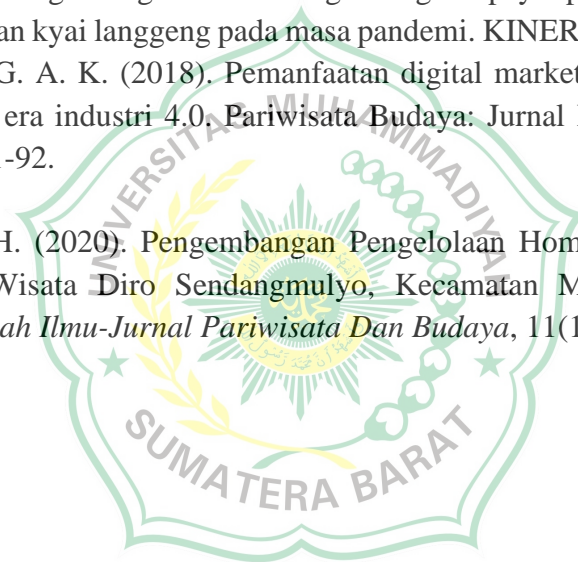 an kyai langgeng pada masa pandemi. KINER
G. A. K. (2018). Pemanfaatan digital market
era industri 4.0. Pariwisata Budaya: Jurnal
-92.
H. (2020). Pengembangan Pengelolaan Hom
Wisata Diro Sendangmulyo, Kecamatan M
ah Ilmu-Jurnal Pariwisata Dan Budaya, 11(1
UNIVERSITAS MUHAMMADIYAH
SUMATERA BARAT